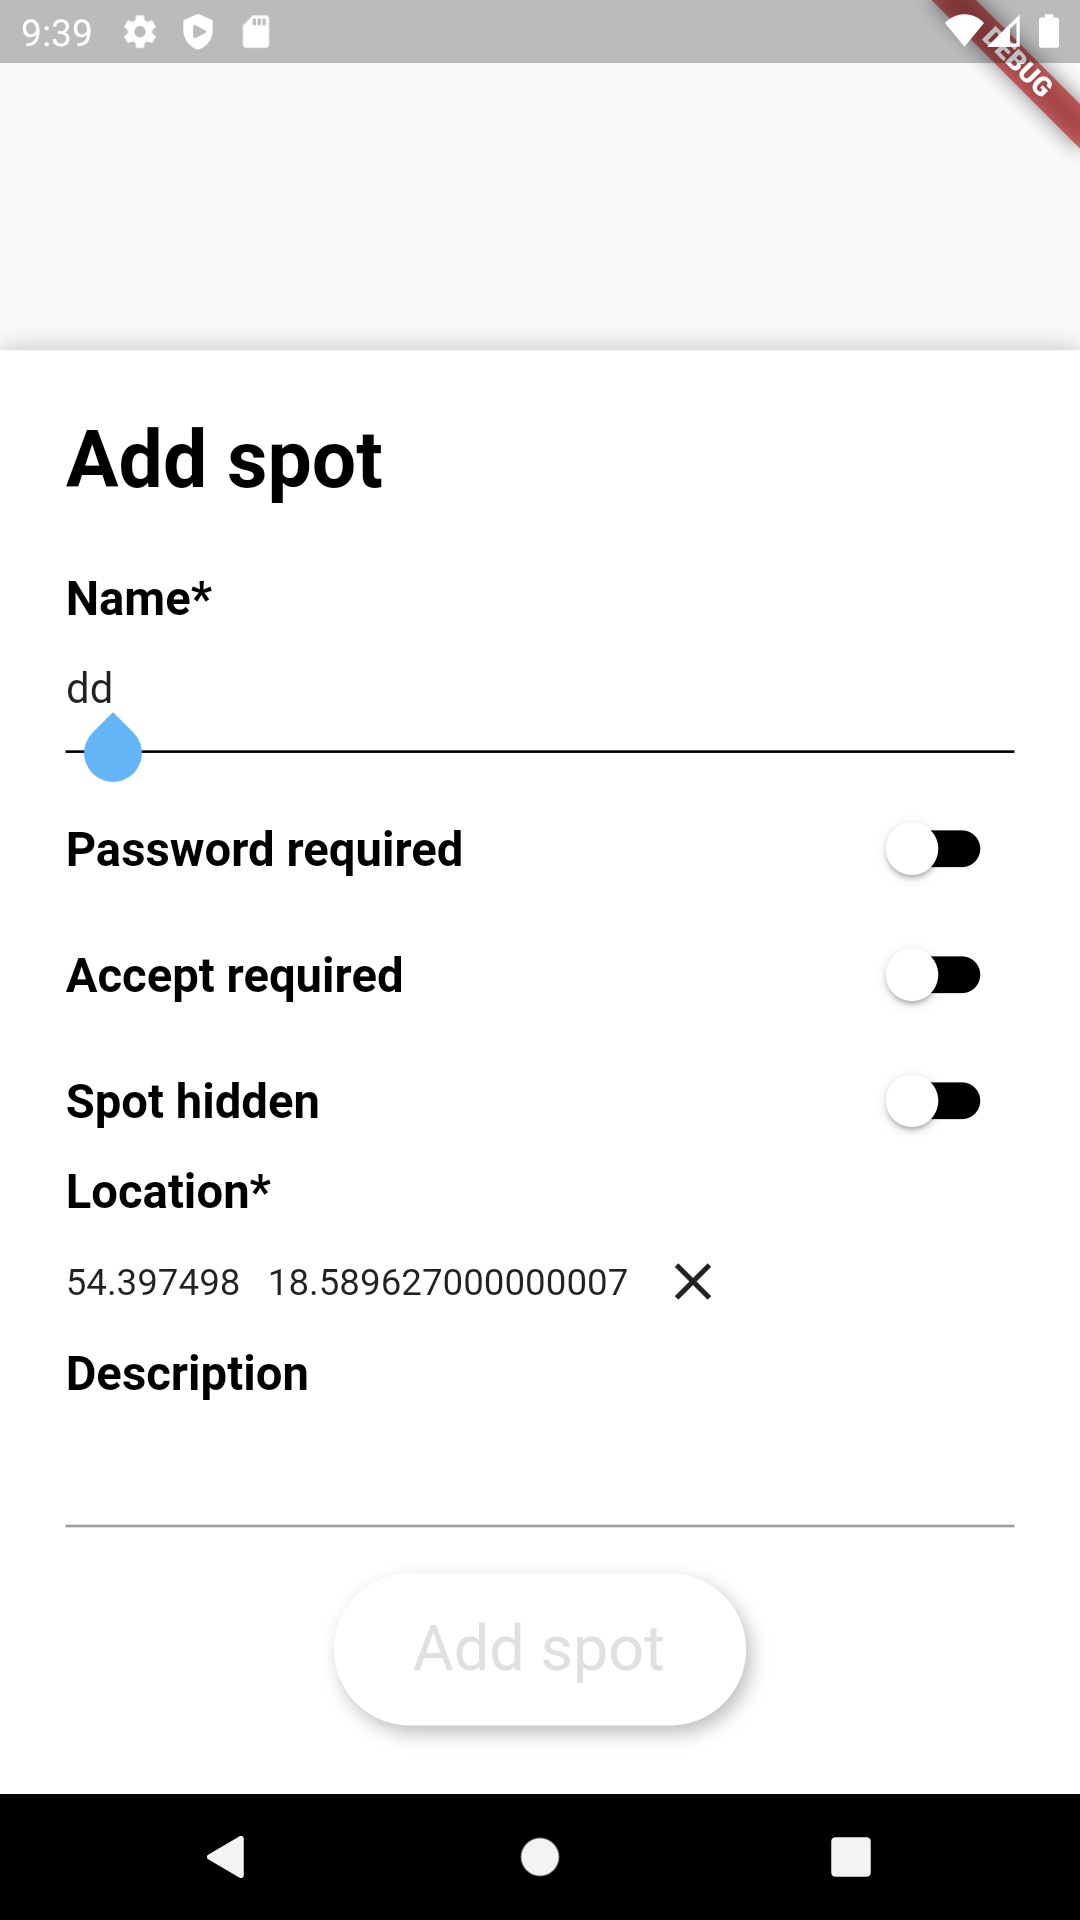 9:39
DEBUG
Add spot
Name*
dd
Password required
Accept required
Spot hidden
Location*
54.397498 18.589627000000007
Description
Add spot